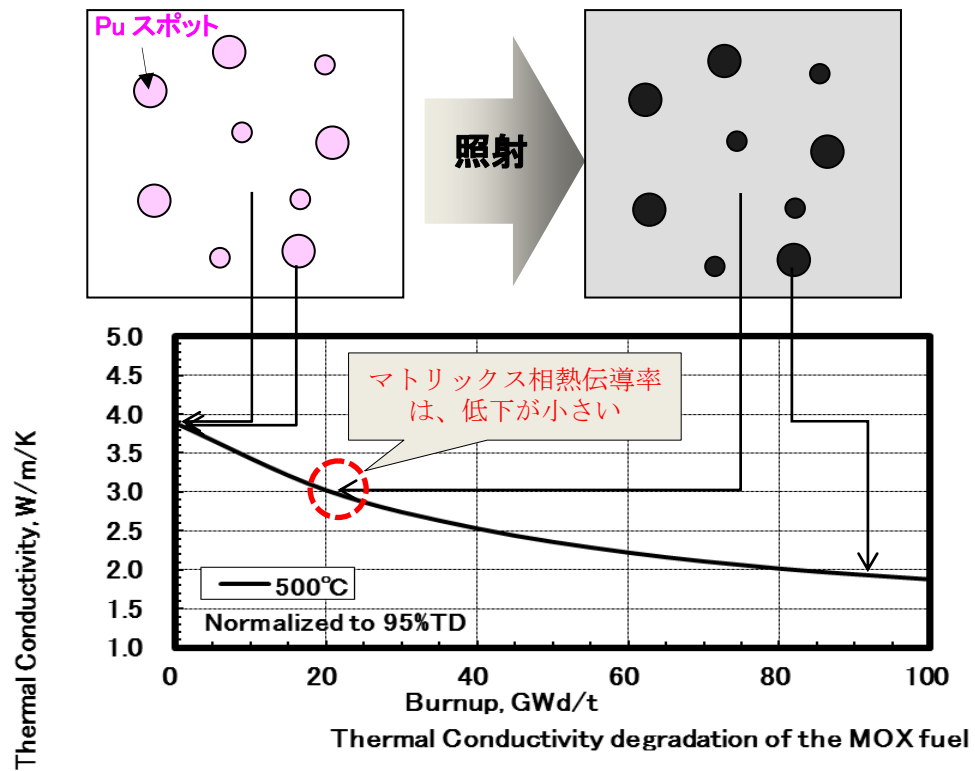 Pu スポット
照射
マトリックス相熱伝導率
は、低下が小さい
Thermal Conductivity, W/m/K
5.0
4.5
4.0
3.5
3.0
2.5
2.0
1.5
1.0
500℃
Normalized to 95%TD
0 20 40 60 80 100
Burnup, GWd/t
Thermal Conductivity degradation of the MOX fuel